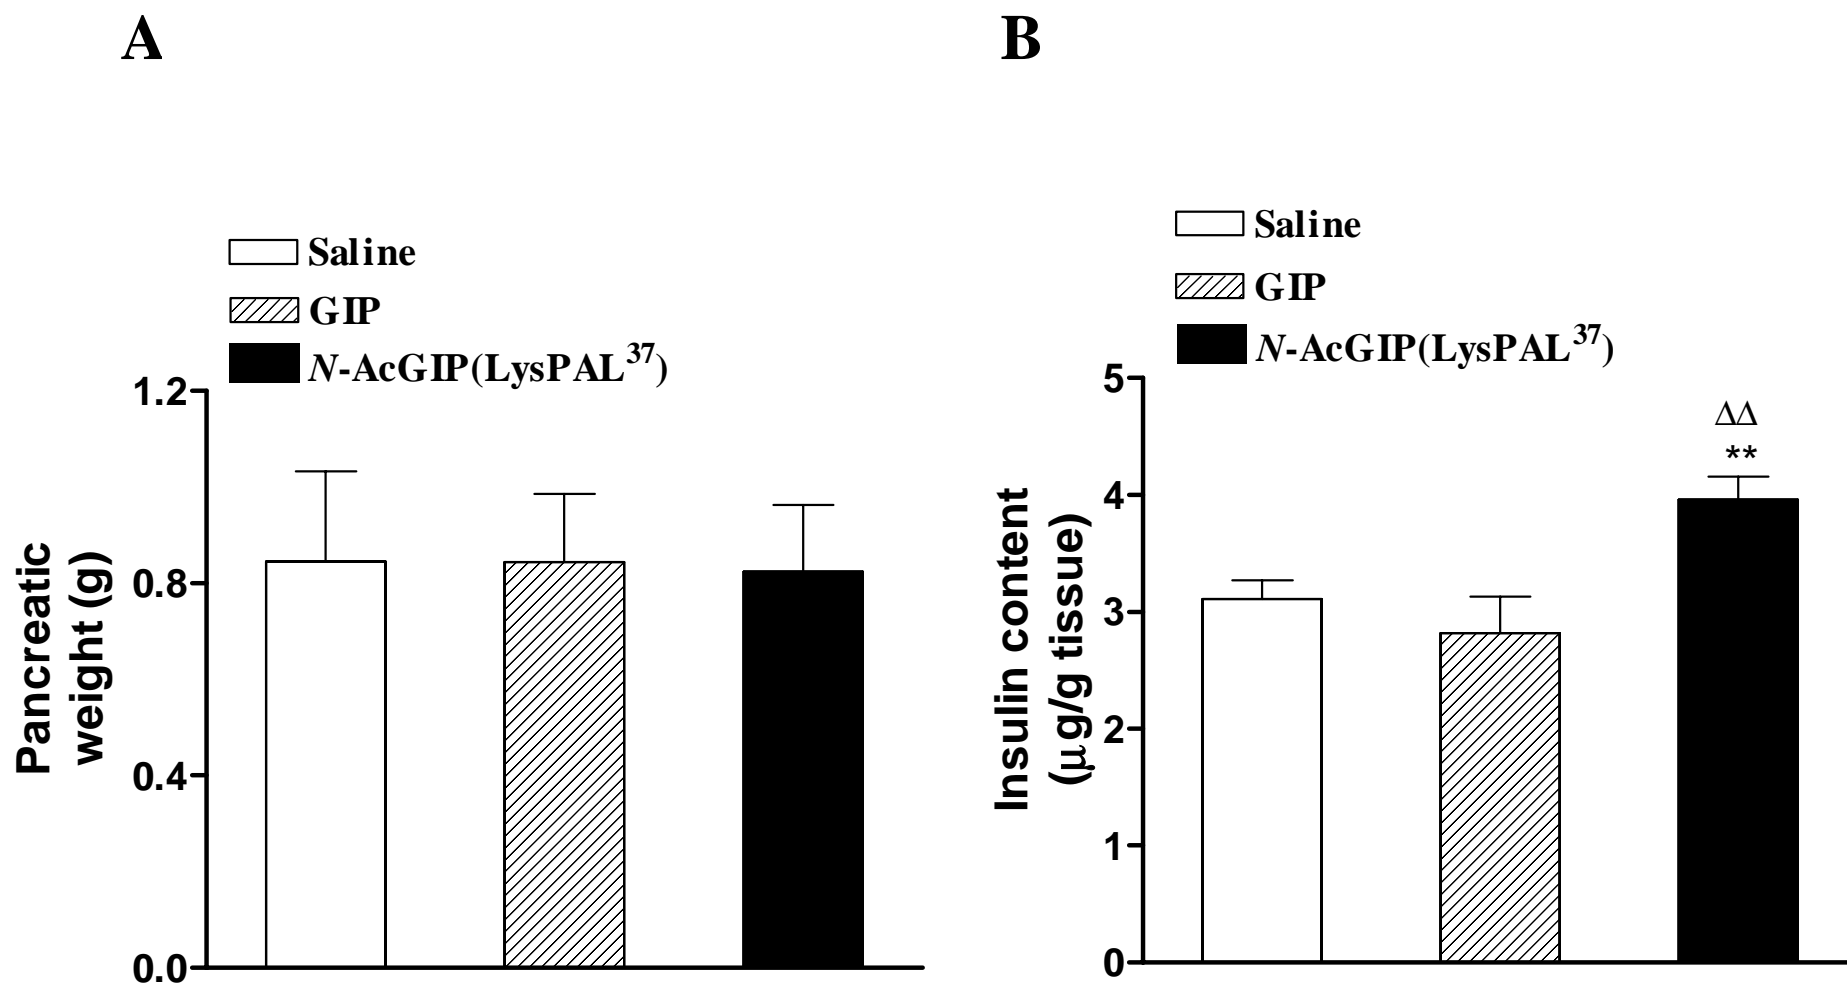 A
Saline
GIP
N-AcGIP(LysPAL37)
1.2
0.8
0.4
0.0
Pancreatic
weight (g)
B
Saline
GIP
N-AcGIP(LysPAL37)
5
4
3
2
1
0
Insulin content
(μg/g tissue)
ΔΔ
**